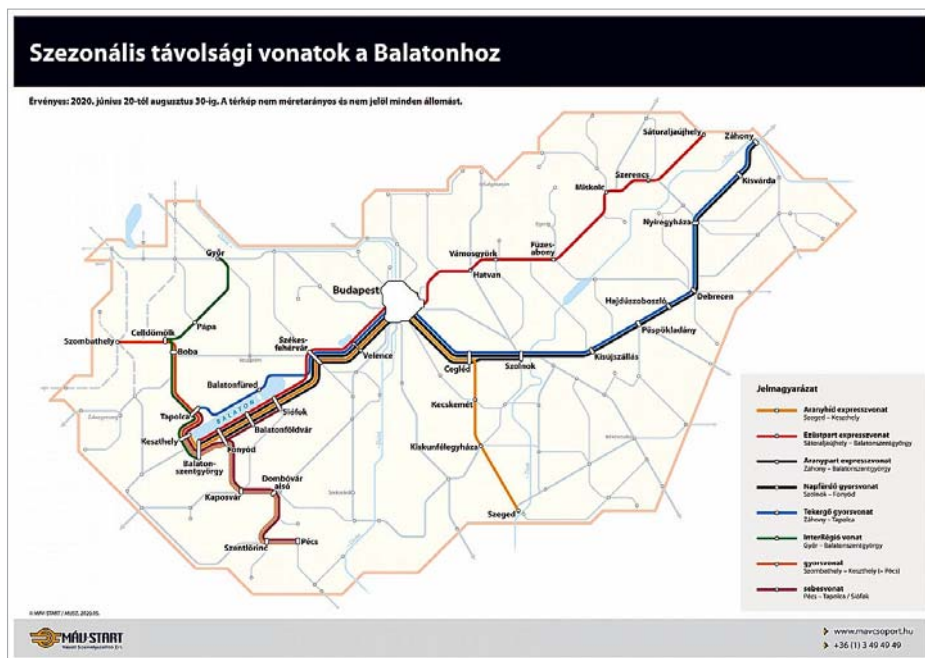 Szezonális távolsági vonatok a Balatonhoz
Érvényes: 2020. június 20-tól augusztus 30-ig. A térkép nem méretarányos és nem jelöl minden állomást.
Sátoraljaújhely
Záhony
Szerencs
Kisvárda
Miskolc
Nyíregyháza
Győr
Vámosgyörk
Füzes-
abony
Hatvan
Budapest
Debrecen
Hajdúszoboszló
Pápa
Celldömölk
Szombathely
Székes-
fehérvár
Püspökladány
Boba
Velence
Cegléd
Szolnok
Kisújszállás
Balatonfüred
BALATON
Siófok
Kecskemét
Tapolca
Balatonföldvár
Keszthely
Fonyód
Kiskunfélegyháza
Balaton-
szentgyörgy
Dombóvár
alsó
Kaposvár
Szeged
Szentlőrinc
Pécs
Jelmagyarázat
Aranyhíd expresszvonat
Szeged – Keszthely
Ezüstpart expresszvonat
Sátoraljaújhely – Balatonszentgyörgy
Aranypart expresszvonat
Záhony – Balatonszentgyörgy
Napfürdő gyorsvonat
Szolnok – Fonyód
Tekergő gyorsvonat
Záhony – Tapolca
InterRégió vonat
Győr – Balatonszentgyörgy
gyorsvonat
Szombathely – Keszthely (– Pécs)
sebesvonat
Pécs – Tapolca / Siófok
MÁV-START
www.mavcsoport.hu
+36 (1) 3 49 49 49